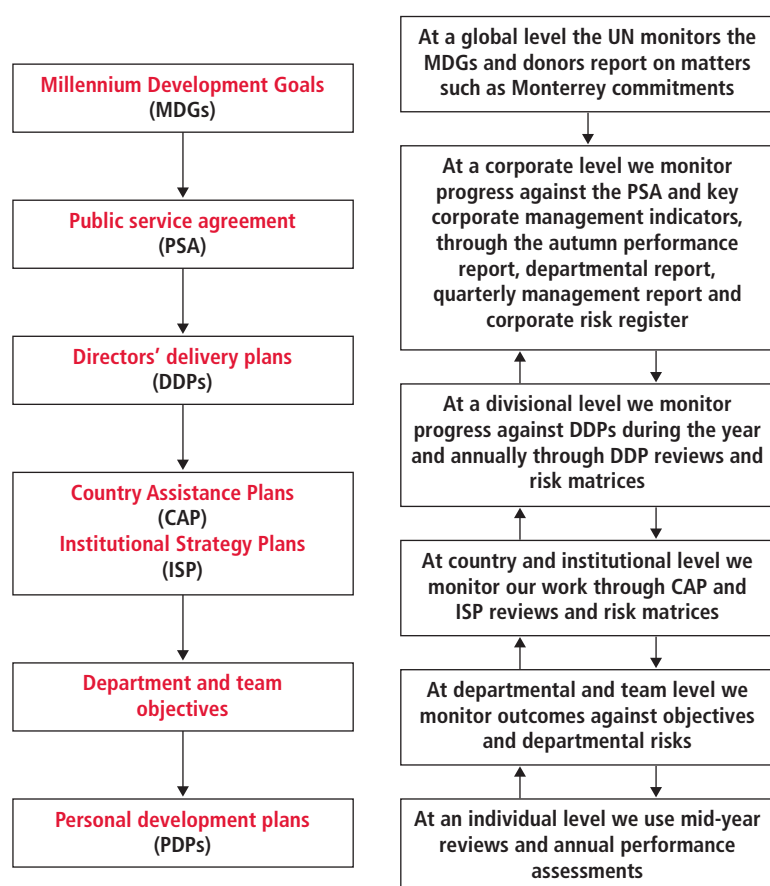 Millennium Development Goals
(MDGs)
Public service agreement
(PSA)
Directors’ delivery plans
(DDPs)
Country Assistance Plans
(CAP)
Institutional Strategy Plans
(ISP)
Department and team
objectives
Personal development plans
(PDPs)
At a global level the UN monitors the
MDGs and donors report on matters
such as Monterrey commitments
At a corporate level we monitor
progress against the PSA and key
corporate management indicators,
through the autumn performance
report, departmental report,
quarterly management report and
corporate risk register
At a divisional level we monitor
progress against DDPs during the year
and annually through DDP reviews and
risk matrices
At country and institutional level we
monitor our work through CAP and
ISP reviews and risk matrices
At departmental and team level we
monitor outcomes against objectives
and departmental risks
At an individual level we use mid-year
reviews and annual performance
assessments